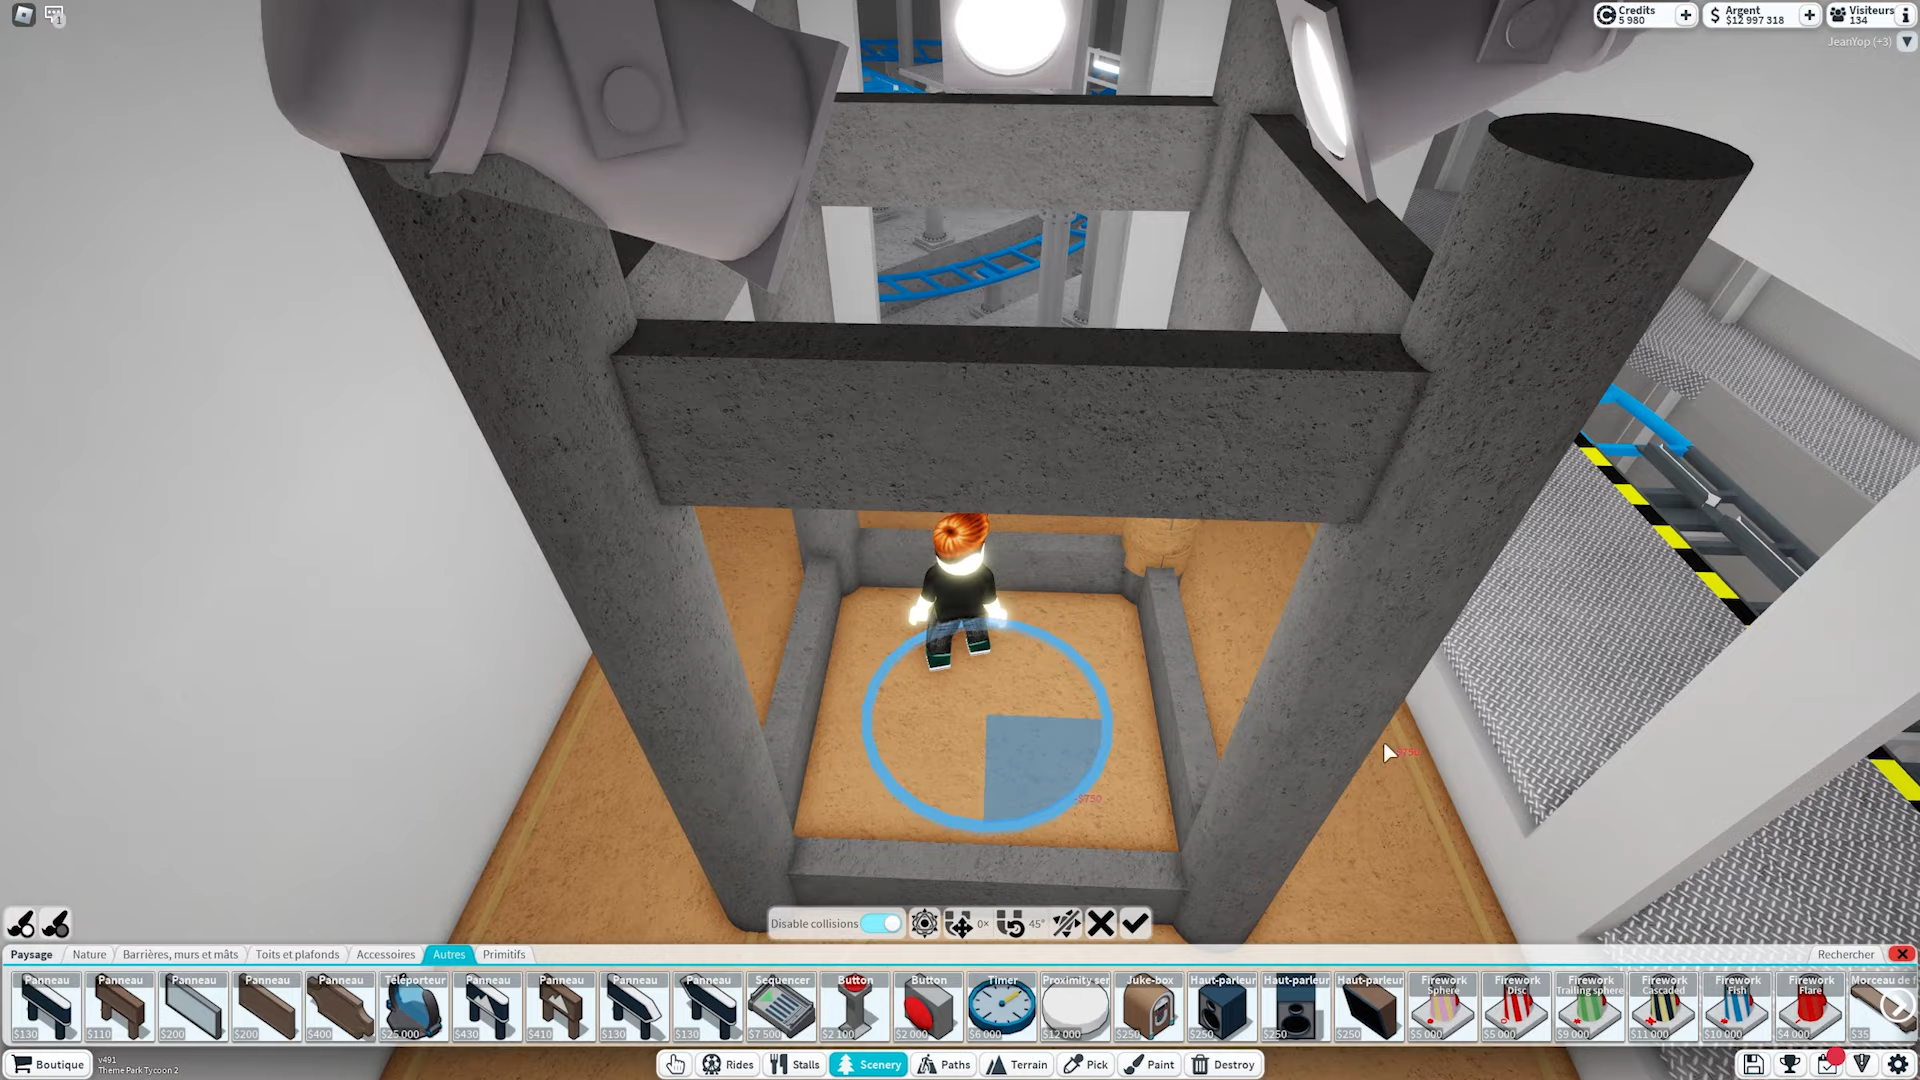 1
Credits
5 980
Argent
$12 997 318
Visiteurs
134
JeanYop (+3)
-$750
Disable collisions
0×
45°
Paysage
Nature
Barrières, murs et mâts
Toits et plafonds
Accessoires
Autres
Primitifs
Rechercher
Panneau
$130
Panneau
$110
Panneau
$200
Panneau
$200
Panneau
$400
Téléporteur
$25 000
Panneau
$430
Panneau
$410
Panneau
$130
Panneau
$130
Sequencer
$7 500
Button
$2 100
Button
$2 000
Timer
$6 000
Proximity ser
$12 000
Juke-box
$250
Haut-parleur
$250
Haut-parleur
$250
Haut-parleur
$250
Firework
Sphere
$5 000
Firework
Disc
$5 000
Firework
Trailing sphere
$9 000
Firework
Cascaded
$11 000
Firework
Fish
$10 000
Firework
Flare
$4 000
Morceau de
$35
Boutique
v491
Theme Park Tycoon 2
Rides
Stalls
Scenery
Paths
Terrain
Pick
Paint
Destroy